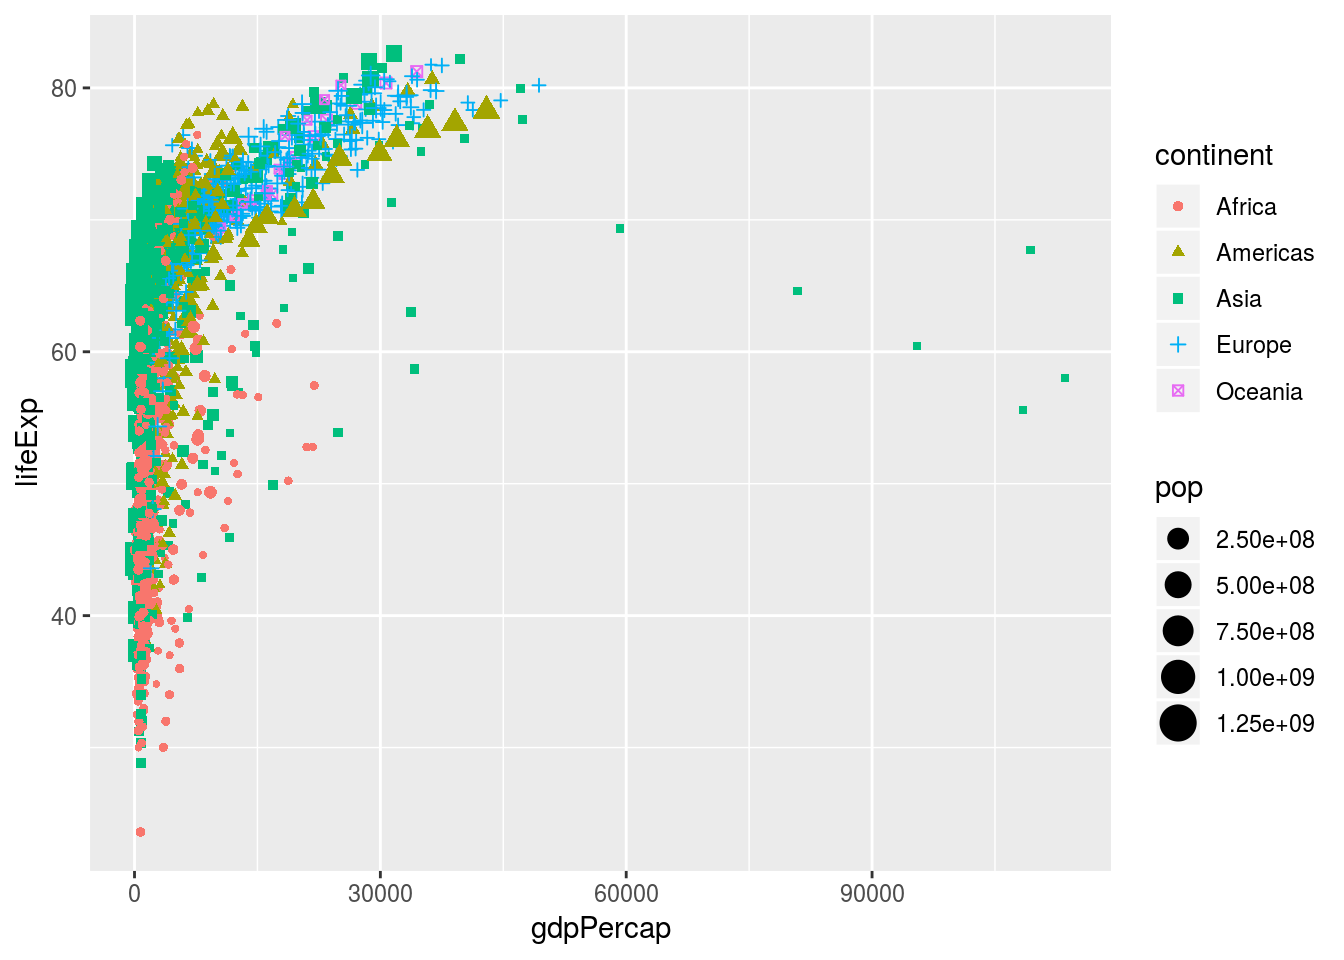 80
60
40
lifeExp
0
30000
60000
90000
gdpPercap
continent
Africa
Americas
Asia
Europe
Oceania
pop
2.50e+08
5.00e+08
7.50e+08
1.00e+09
1.25e+09